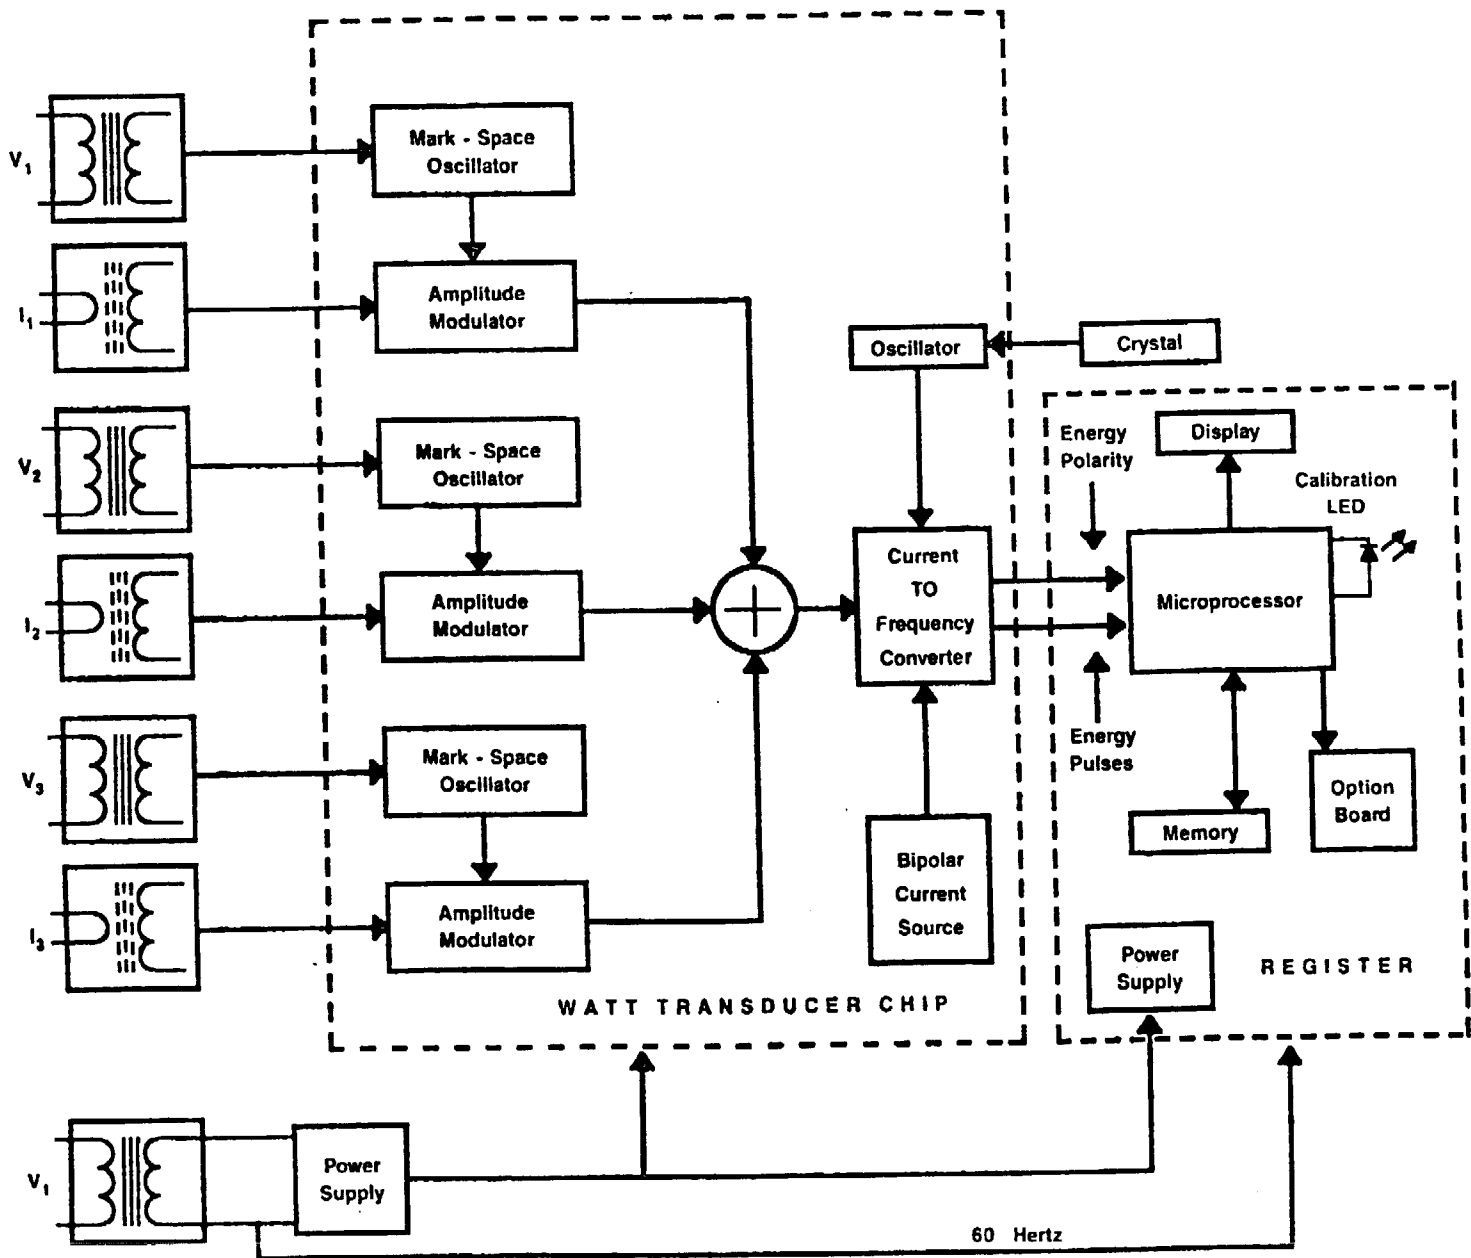 V1
Mark - Space
Oscillator
I1
Amplitude
Modulator
Oscillator
Crystal
V2
Mark - Space
Oscillator
Energy
Polarity
Display
Calibration
LED
I2
Amplitude
Modulator
Current
TO
Frequency
Converter
Microprocessor
V3
Mark - Space
Oscillator
Energy
Pulses
Option
Board
Memory
I3
Amplitude
Modulator
Bipolar
Current
Source
Power
Supply
REGISTER
WATT TRANSDUCER CHIP
V1
Power
Supply
60 Hertz